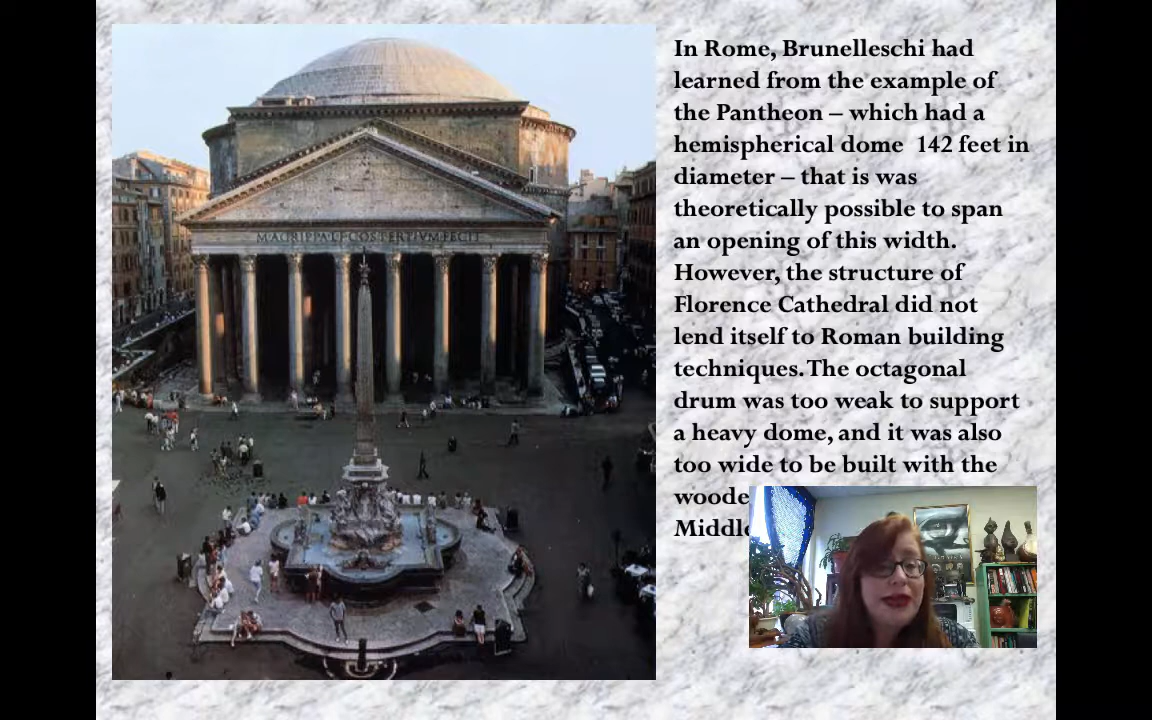 M·AGRIPPA·L·F·COS·TERTIVM·FECIT
In Rome, Brunelleschi had
learned from the example of
the Pantheon – which had a
hemispherical dome 142 feet in
diameter – that is was
theoretically possible to span
an opening of this width.
However, the structure of
Florence Cathedral did not
lend itself to Roman building
techniques. The octagonal
drum was too weak to support
a heavy dome, and it was also
too wide to be built with the
woode
Middle